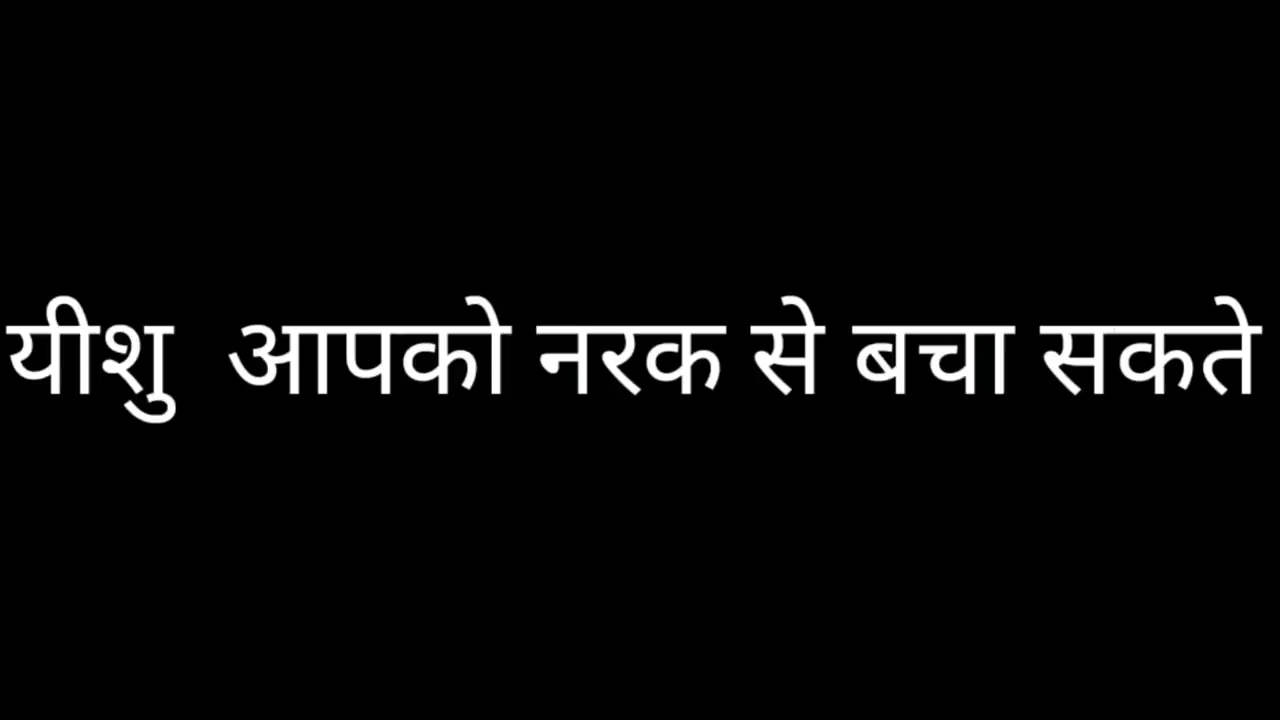 यीशु  आपको नरक से बचा सकते